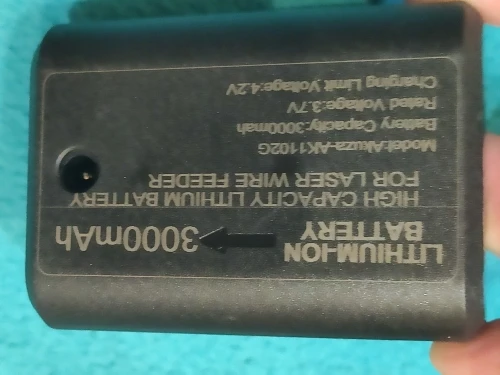 LITHIUM-ION
BATTERY
3000mAh
HIGH CAPACITY LITHIUM BATTERY
FOR LASER WIRE FEEDER
Model:Akuza-AK1102G
Battery Capacity:3000mah
Rated Voltage:3.7V
Charging Limit Voltage:4.2V